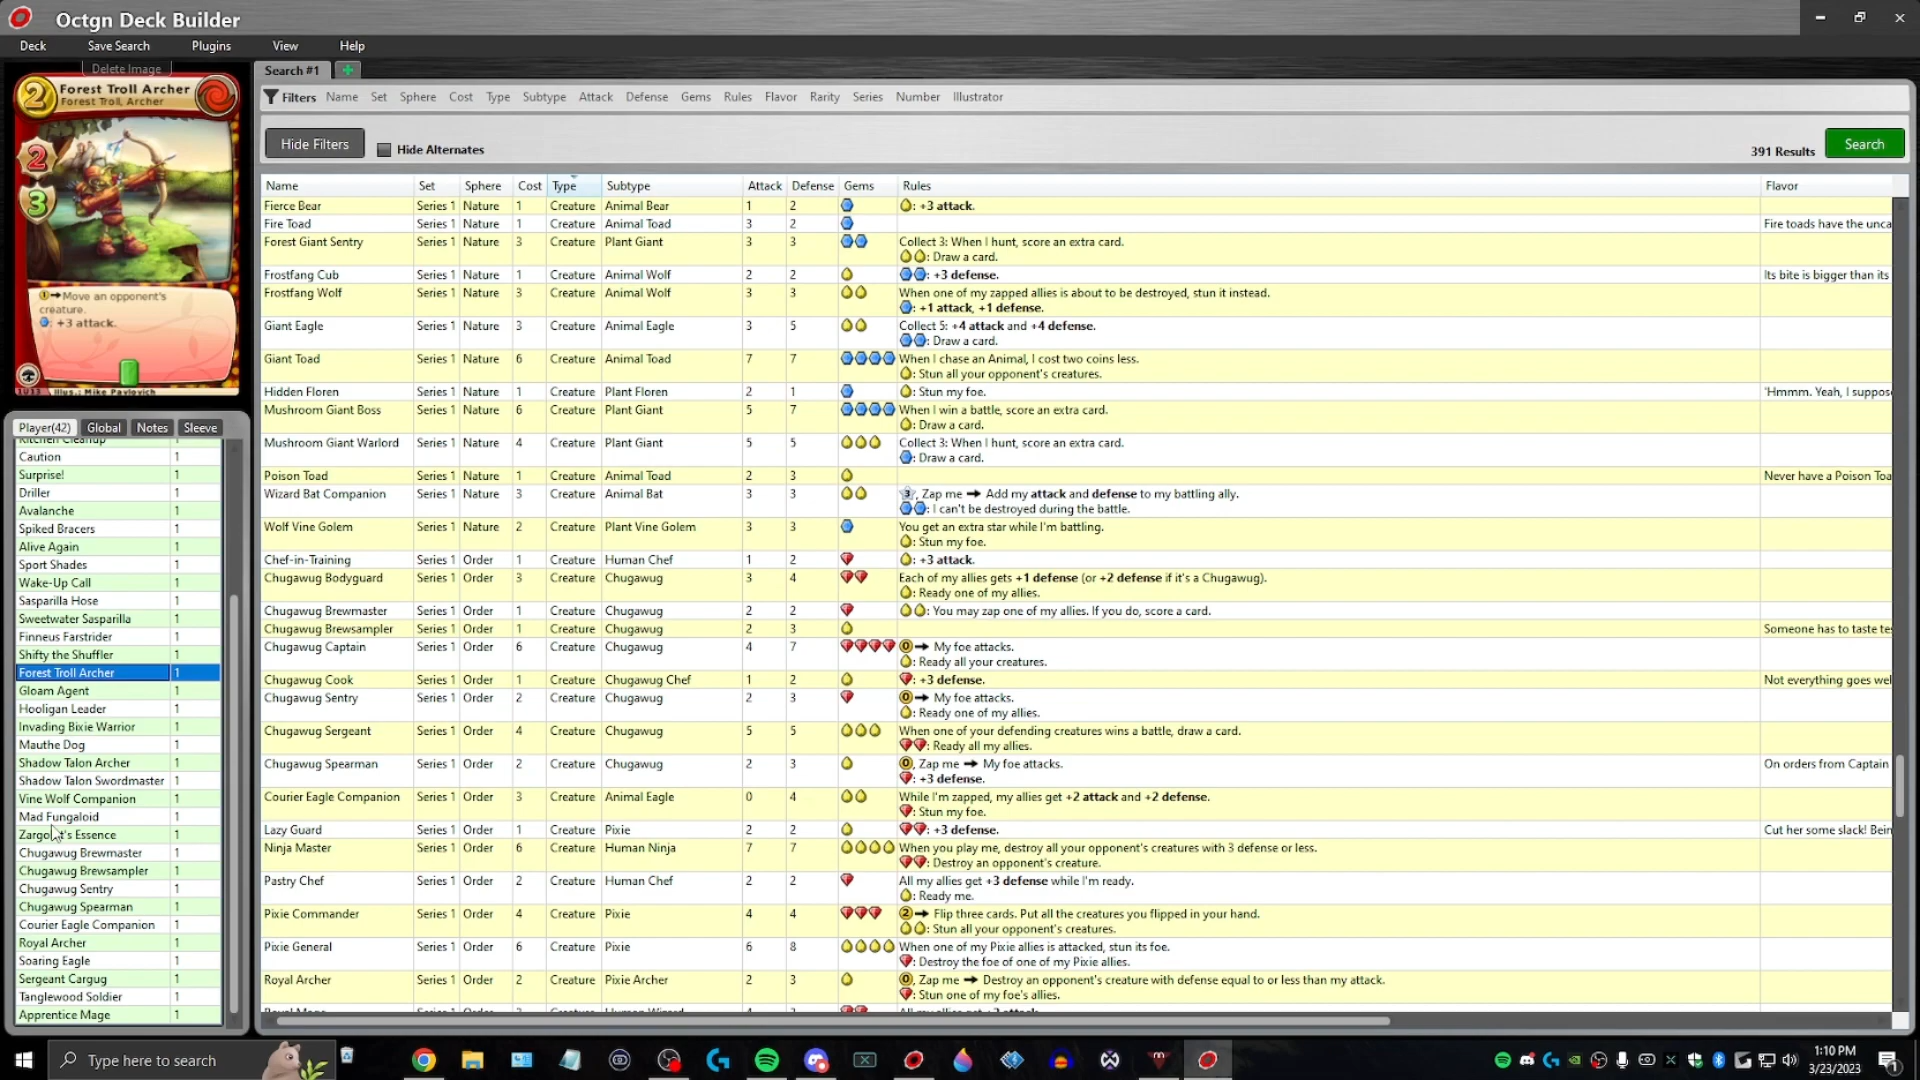 Octgn Deck Builder
Deck Save Search Plugins View Help
Delete Image
2 Forest Troll Archer
Forest Troll, Archer
2
3
➔Move an opponent's
creature.
: +3 attack.
Illus.: Mike Pavlovich
Player(42) Global Notes Sleeve
Kitchen Cleanup 1
Caution 1
Surprise! 1
Driller 1
Avalanche 1
Spiked Bracers 1
Alive Again 1
Sport Shades 1
Wake-Up Call 1
Sasparilla Hose 1
Sweetwater Sasparilla 1
Finneus Farstrider 1
Shifty the Shuffler 1
Forest Troll Archer 1
Gloam Agent 1
Hooligan Leader 1
Invading Bixie Warrior 1
Mauthe Dog 1
Shadow Talon Archer 1
Shadow Talon Swordmaster 1
Vine Wolf Companion 1
Mad Fungaloid 1
1
Chugawug Brewmaster 1
Chugawug Brewsampler 1
Chugawug Sentry 1
Chugawug Spearman 1
Courier Eagle Companion 1
Royal Archer 1
Soaring Eagle 1
Sergeant Cargug 1
Tanglewood Soldier 1
Apprentice Mage 1
Search #1 +
Filters Name Set Sphere Cost Type Subtype Attack Defense Gems Rules Flavor Rarity Series Number Illustrator
Hide Filters Hide Alternates 391 Results Search
Name Set Sphere Cost Type Subtype Attack Defense Gems Rules Flavor
Fierce Bear Series 1 Nature 1 Creature Animal Bear 1 2 : +3 attack.
Fire Toad Series 1 Nature 1 Creature Animal Toad 3 2 Fire toads have the unca
Forest Giant Sentry Series 1 Nature 3 Creature Plant Giant 3 3 Collect 3: When I hunt, score an extra card.
: Draw a card.
Frostfang Cub Series 1 Nature 1 Creature Animal Wolf 2 2 : +3 defense. Its bite is bigger than its
Frostfang Wolf Series 1 Nature 3 Creature Animal Wolf 3 3 When one of my zapped allies is about to be destroyed, stun it instead.
: +1 attack, +1 defense.
Giant Eagle Series 1 Nature 3 Creature Animal Eagle 3 5 Collect 5: +4 attack and +4 defense.
: Draw a card.
Giant Toad Series 1 Nature 6 Creature Animal Toad 7 7 When I chase an Animal, I cost two coins less.
: Stun all your opponent's creatures.
Hidden Floren Series 1 Nature 1 Creature Plant Floren 2 1 : Stun my foe. 'Hmmm. Yeah, I suppos
Mushroom Giant Boss Series 1 Nature 6 Creature Plant Giant 5 7 When I win a battle, score an extra card.
: Draw a card.
Mushroom Giant Warlord Series 1 Nature 4 Creature Plant Giant 5 5 Collect 3: When I hunt, score an extra card.
: Draw a card.
Poison Toad Series 1 Nature 1 Creature Animal Toad 2 3 Never have a Poison Toa
Wizard Bat Companion Series 1 Nature 3 Creature Animal Bat 3 3 3, Zap me ➔ Add my attack and defense to my battling ally.
: I can't be destroyed during the battle.
Wolf Vine Golem Series 1 Nature 2 Creature Plant Vine Golem 3 3 You get an extra star while I'm battling.
: Stun my foe.
Chef-in-Training Series 1 Order 1 Creature Human Chef 1 2 : +3 attack.
Chugawug Bodyguard Series 1 Order 3 Creature Chugawug 3 4 Each of my allies gets +1 defense (or +2 defense if it's a Chugawug).
: Ready one of my allies.
Chugawug Brewmaster Series 1 Order 1 Creature Chugawug 2 2 : You may zap one of my allies. If you do, score a card.
Chugawug Brewsampler Series 1 Order 1 Creature Chugawug 2 3 Someone has to taste tes
Chugawug Captain Series 1 Order 6 Creature Chugawug 4 7 0➔ My foe attacks.
: Ready all your creatures.
Chugawug Cook Series 1 Order 1 Creature Chugawug Chef 1 2 : +3 defense. Not everything goes wel
Chugawug Sentry Series 1 Order 2 Creature Chugawug 2 3 0➔ My foe attacks.
: Ready one of my allies.
Chugawug Sergeant Series 1 Order 4 Creature Chugawug 5 5 When one of your defending creatures wins a battle, draw a card.
: Ready all my allies.
Chugawug Spearman Series 1 Order 2 Creature Chugawug 2 3 0, Zap me ➔ My foe attacks. On orders from Captain
: +3 defense.
Courier Eagle Companion Series 1 Order 3 Creature Animal Eagle 0 4 While I'm zapped, my allies get +2 attack and +2 defense.
: Stun my foe.
Lazy Guard Series 1 Order 1 Creature Pixie 2 2 : +3 defense. Cut her some slack! Bein
Ninja Master Series 1 Order 6 Creature Human Ninja 7 7 When you play me, destroy all your opponent's creatures with 3 defense or less.
: Destroy an opponent's creature.
Pastry Chef Series 1 Order 2 Creature Human Chef 2 2 All my allies get +3 defense while I'm ready.
: Ready me.
Pixie Commander Series 1 Order 4 Creature Pixie 4 4 2➔ Flip three cards. Put all the creatures you flipped in your hand.
: Stun all your opponent's creatures.
Pixie General Series 1 Order 6 Creature Pixie 6 8 When one of my Pixie allies is attacked, stun its foe.
: Destroy the foe of one of my Pixie allies.
Royal Archer Series 1 Order 2 Creature Pixie Archer 2 3 0, Zap me ➔ Destroy an opponent's creature with defense equal to or less than my attack.
: Stun one of my foe's allies.
Type here to search
1:10 PM
3/23/2023